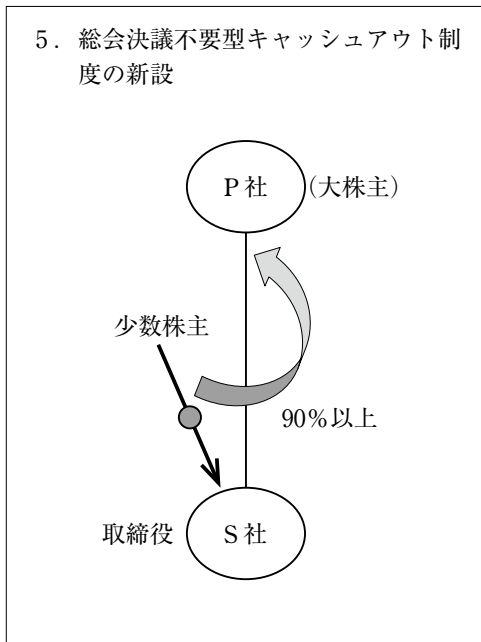 5．総会決議不要型キャッシュアウト制
度の新設
P社
(大株主)
少数株主
90％以上
取締役
S社